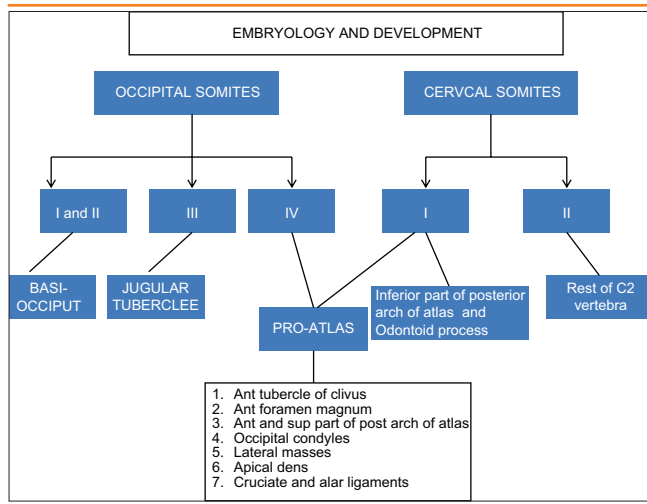 EMBRYOLOGY AND DEVELOPMENT
OCCIPITAL SOMITES
CERVCAL SOMITES
I and II
III
IV
I
II
BASI-
OCCIPUT
JUGULAR
TUBERCLEE
PRO-ATLAS
Inferior part of posterior
arch of atlas and
Odontoid process
Rest of C2
vertebra
1. Ant tubercle of clivus
2. Ant foramen magnum
3. Ant and sup part of post arch of atlas
4. Occipital condyles
5. Lateral masses
6. Apical dens
7. Cruciate and alar ligaments